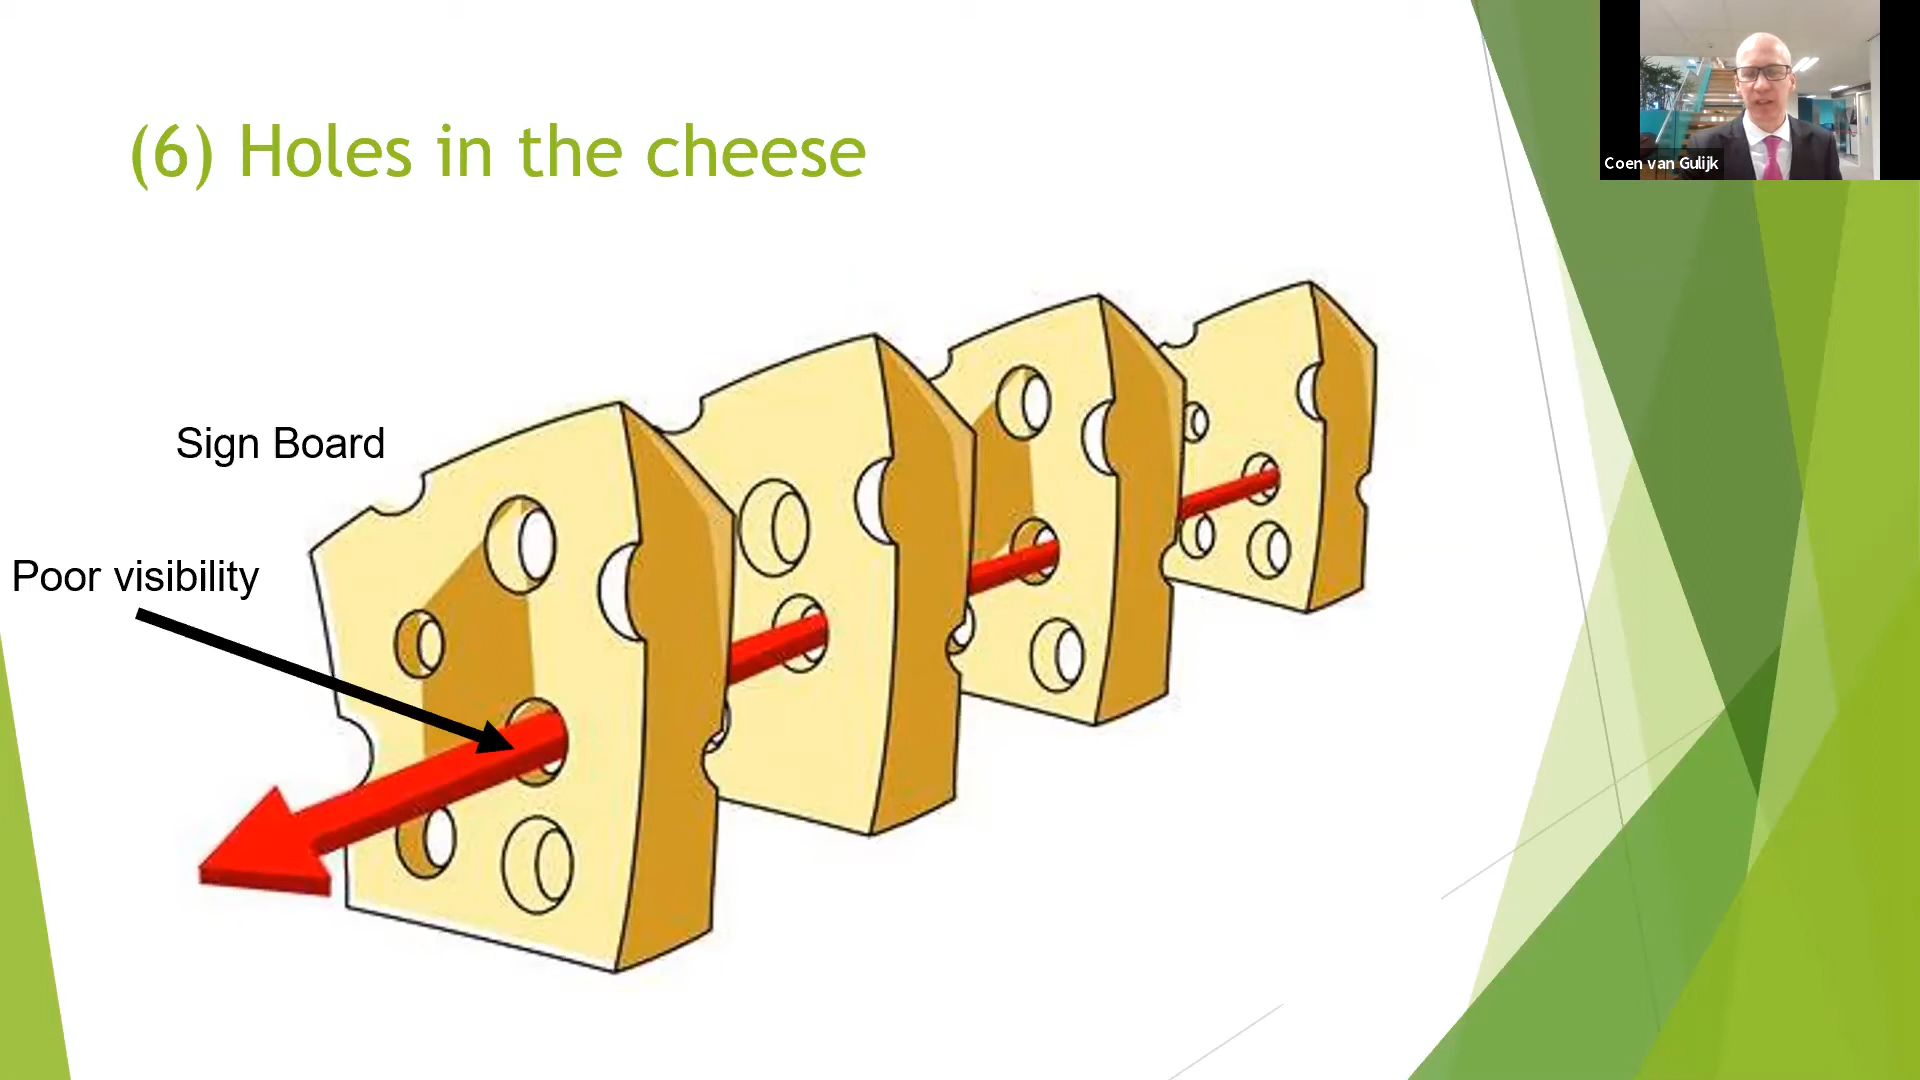 (6) Holes in the cheese
Coen van Gulijk
Sign Board
Poor visibility